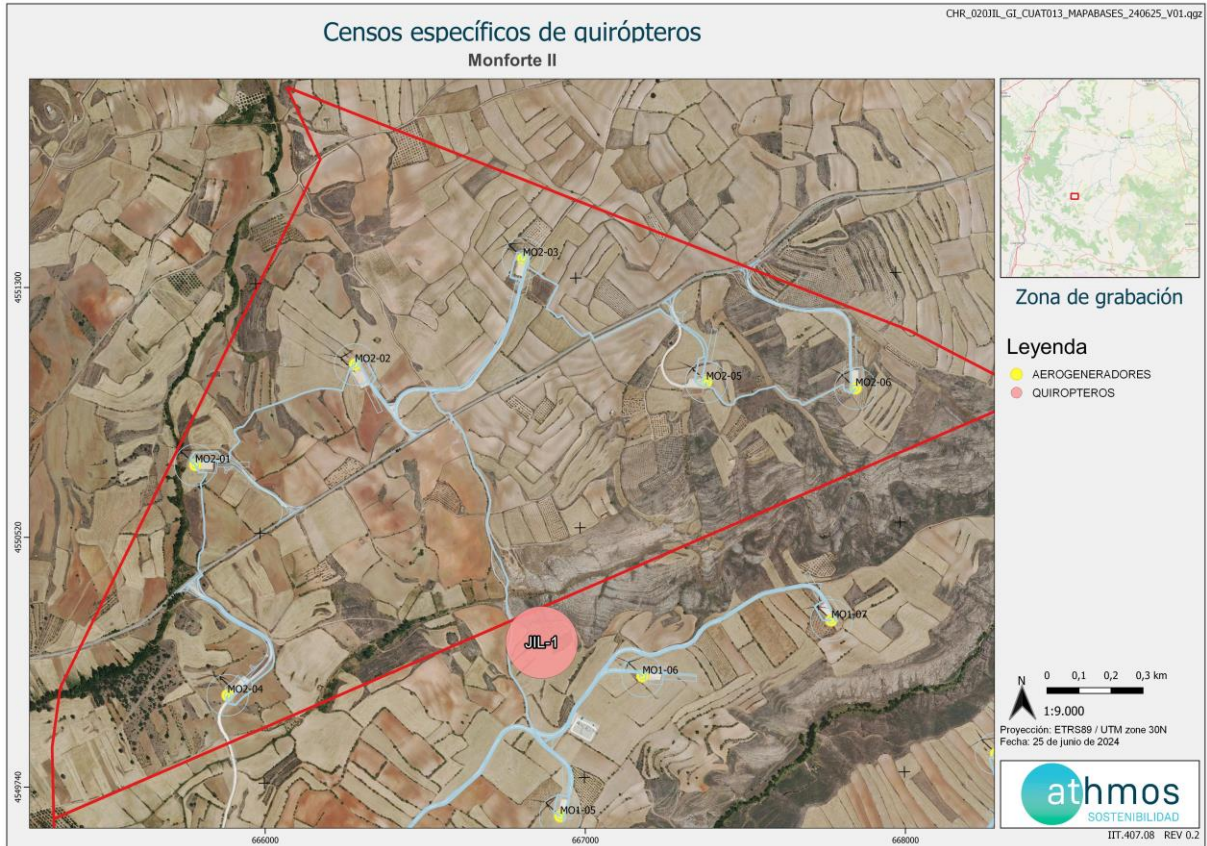 CHR_020JIL_GI_CUAT013_MAPABASES_240625_V01.qgz
Censos específicos de quirópteros
Monforte II
MO2-03
4551300
Zona de grabación
MO2-02
MO2-05
MO2-06
Leyenda
AEROGENERADORES
QUIROPTEROS
MO2-01
4550520
MO1-07
JIL-1
MO1-06
MO2-04
N
0 0,1 0,2 0,3 km
1:9.000
Proyección: ETRS89 / UTM zone 30N
Fecha: 25 de junio de 2024
4549740
MO1-05
athmos
SOSTENIBILIDAD
666000 667000 668000
IIT.407.08 REV 0.2